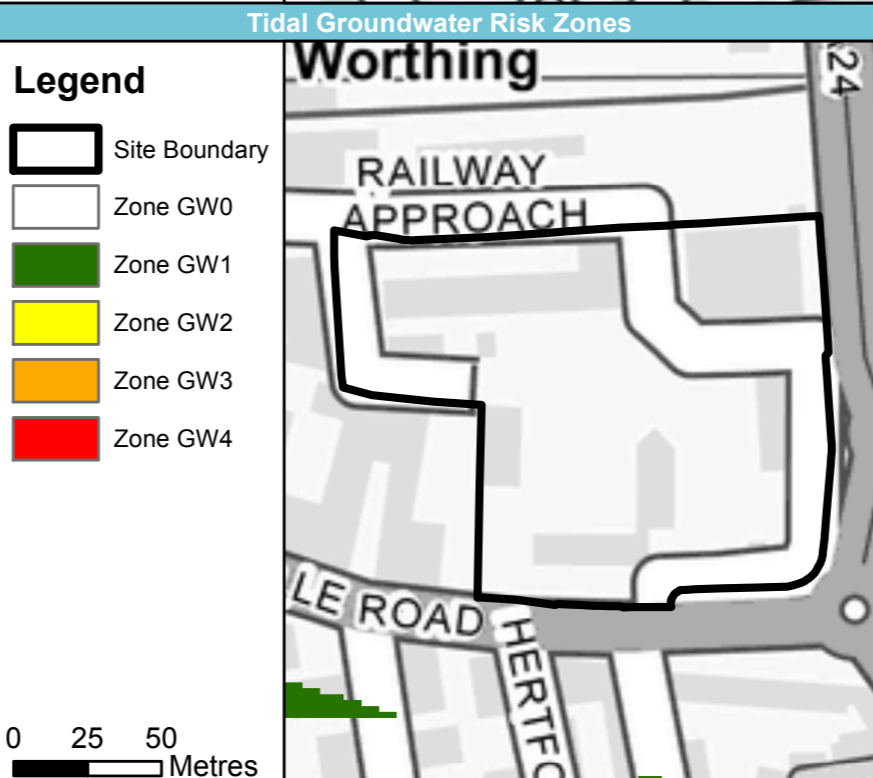 Tidal Groundwater Risk Zones
Legend
Site Boundary
Zone GW0
Zone GW1
Zone GW2
Zone GW3
Zone GW4
0 25 50
Metres
Worthing
RAILWAY
APPROACH
LE ROAD
HERTFO
24